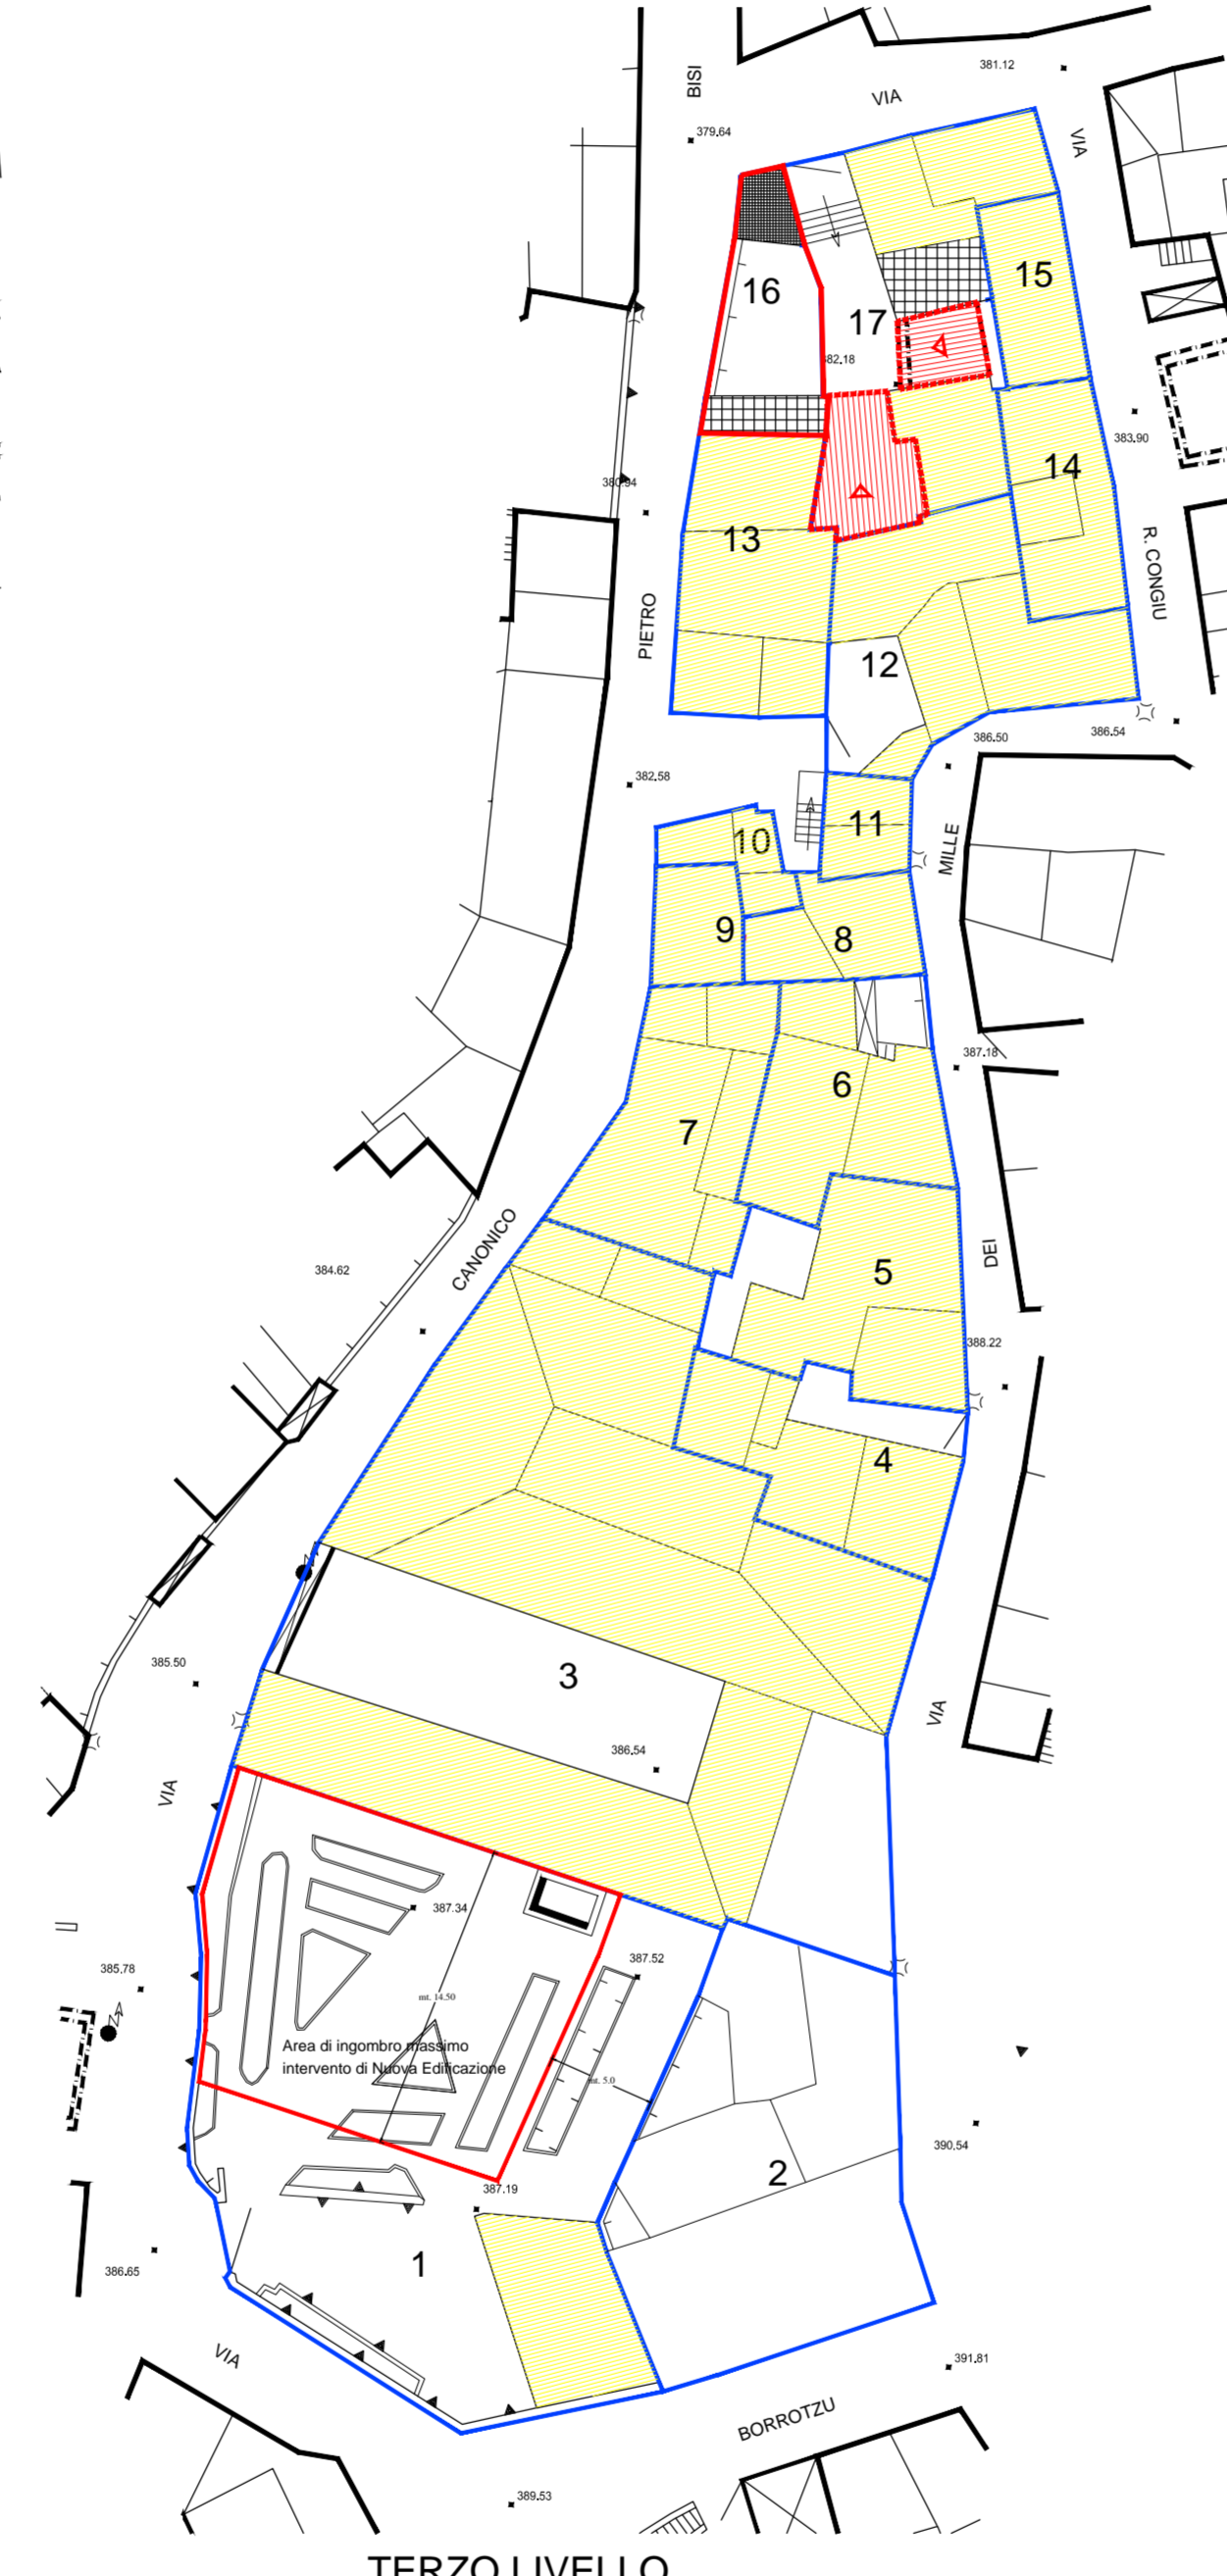 381.12
BISI
VIA
379.64
VIA
15
16
17
82.18
383.90
14
380.94
13
R. CONGIU
PIETRO
12
386.54
386.50
382.58
11
10
MILLE
9
8
387.18
6
7
CANONICO
DEI
5
384.62
388.22
4
385.50
3
VIA
386.54
VIA
387.34
387.52
385.78
mt. 14.50
Area di ingombro massimo
intervento di Nuova Edificazione
mt. 5.0
390.54
2
387.19
1
386.65
VIA
391.81
BORROTZU
389.53
TERZO LIVELLO